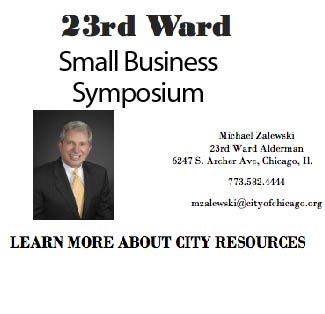 23rd Ward
Small Business
Symposium
Michael Zalewski
23rd Ward Alderman
6247 S. Archer Ave, Chicago, IL
773.582.4444
mzalewski@cityofchicago.org
LEARN MORE ABOUT CITY RESOURCES